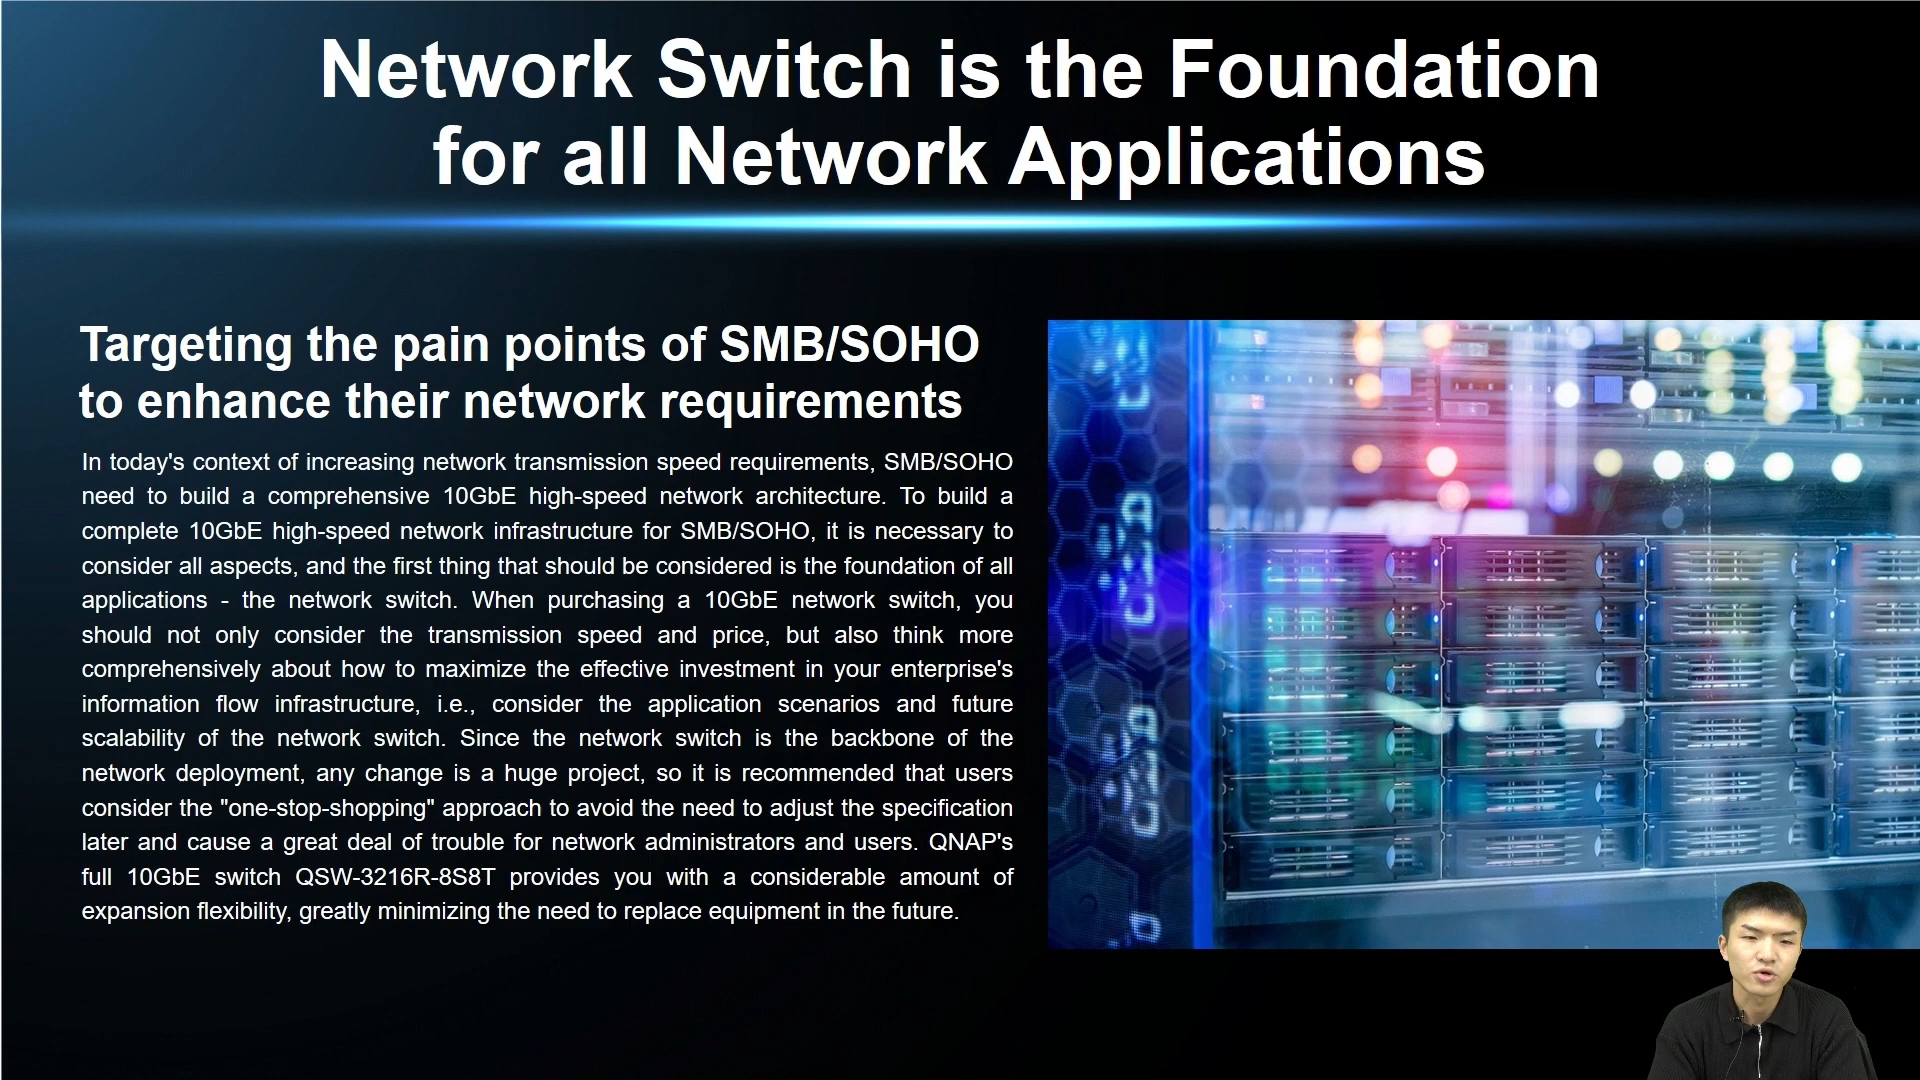 Network Switch is the Foundation
for all Network Applications
Targeting the pain points of SMB/SOHO
to enhance their network requirements
In today's context of increasing network transmission speed requirements, SMB/SOHO
need to build a comprehensive 10GbE high-speed network architecture. To build a
complete 10GbE high-speed network infrastructure for SMB/SOHO, it is necessary to
consider all aspects, and the first thing that should be considered is the foundation of all
applications - the network switch. When purchasing a 10GbE network switch, you
should not only consider the transmission speed and price, but also think more
comprehensively about how to maximize the effective investment in your enterprise's
information flow infrastructure, i.e., consider the application scenarios and future
scalability of the network switch. Since the network switch is the backbone of the
network deployment, any change is a huge project, so it is recommended that users
consider the "one-stop-shopping" approach to avoid the need to adjust the specification
later and cause a great deal of trouble for network administrators and users. QNAP's
full 10GbE switch QSW-3216R-8S8T provides you with a considerable amount of
expansion flexibility, greatly minimizing the need to replace equipment in the future.